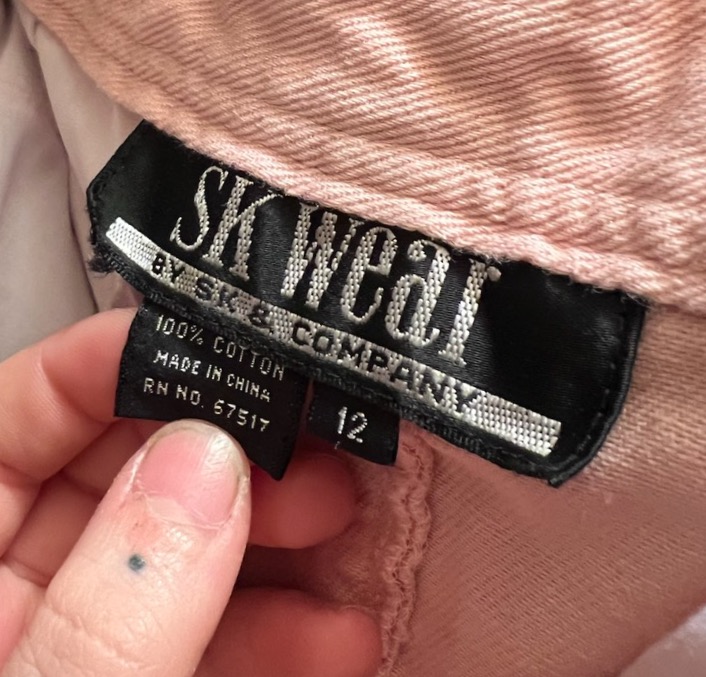 SK Wear
BY SK & COMPANY
100% COTTON
MADE IN CHINA
RN NO. 67517
12